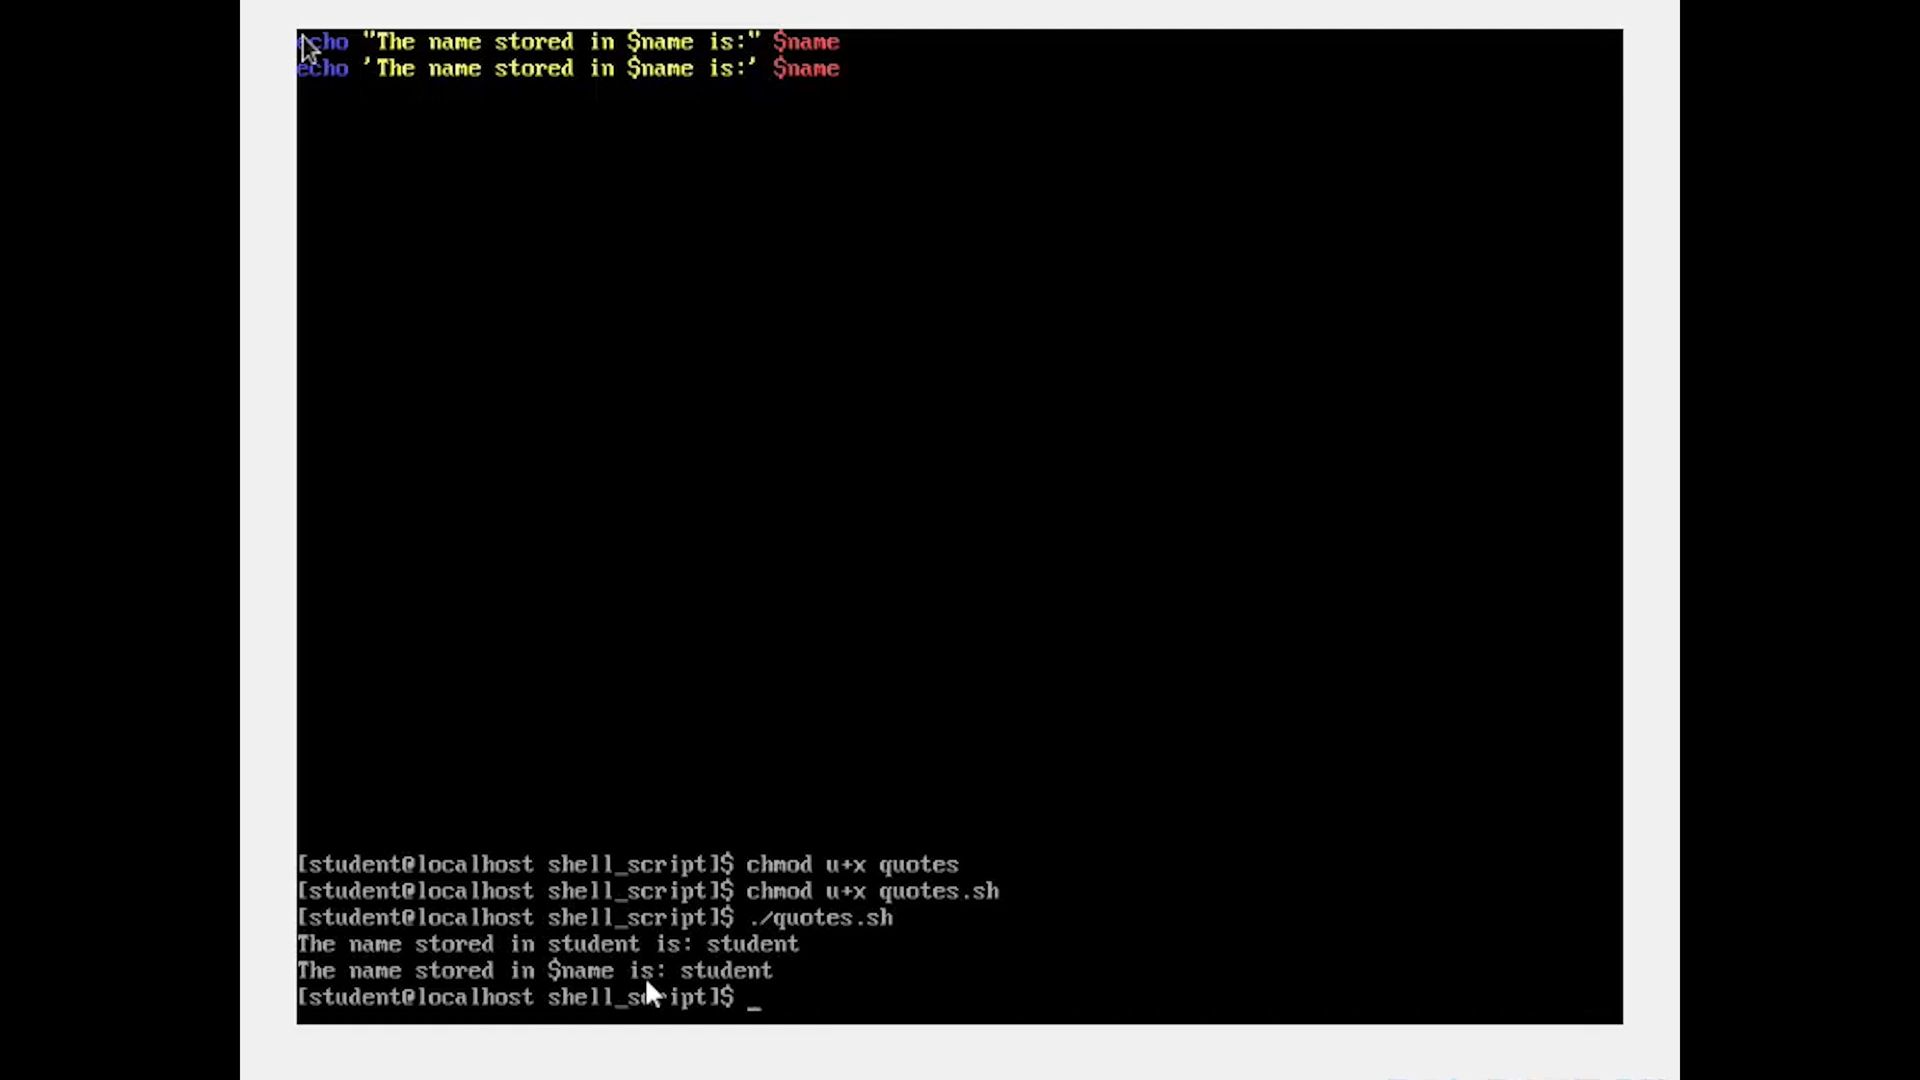 echo "The name stored in $name is:" $name
echo 'The name stored in $name is:' $name
[student@localhost shell_script]$ chmod u+x quotes
[student@localhost shell_script]$ chmod u+x quotes.sh
[student@localhost shell_script]$ ./quotes.sh
The name stored in student is: student
The name stored in $name is: student
[student@localhost shell_script]$ _